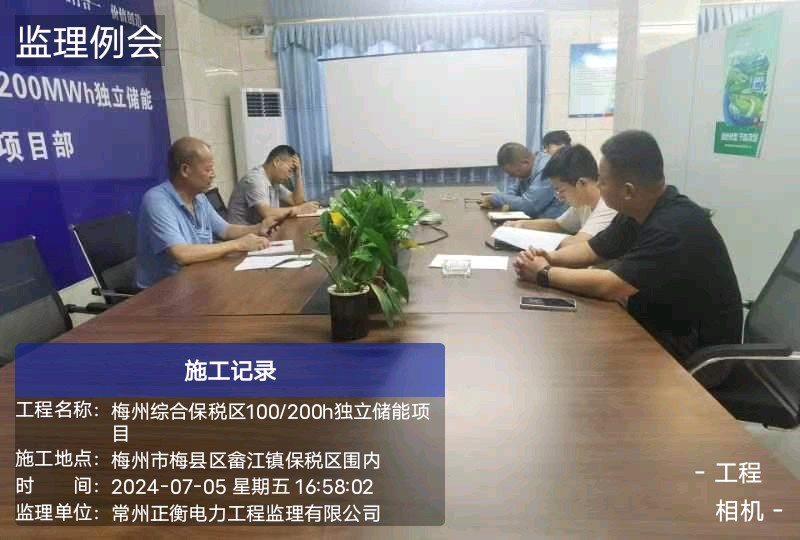 监理例会
价值创造
200MWh独立储能
项目部
施工记录
工程名称：梅州综合保税区100/200h独立储能项
目
施工地点：梅州市梅县区畲江镇保税区围内
时　　间：2024-07-05 星期五 16:58:02
监理单位：常州正衡电力工程监理有限公司
- 工程
相机 -